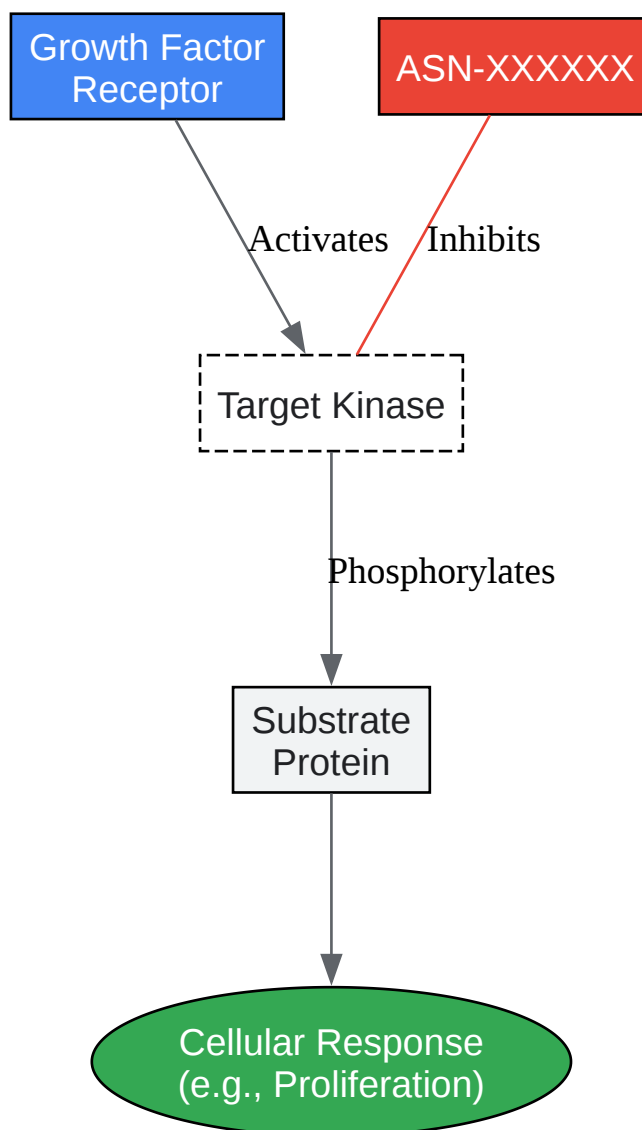 Growth Factor
Receptor
ASN-XXXXXX
Activates
Inhibits
Target Kinase
Phosphorylates
Substrate
Protein
Cellular Response
(e.g., Proliferation)